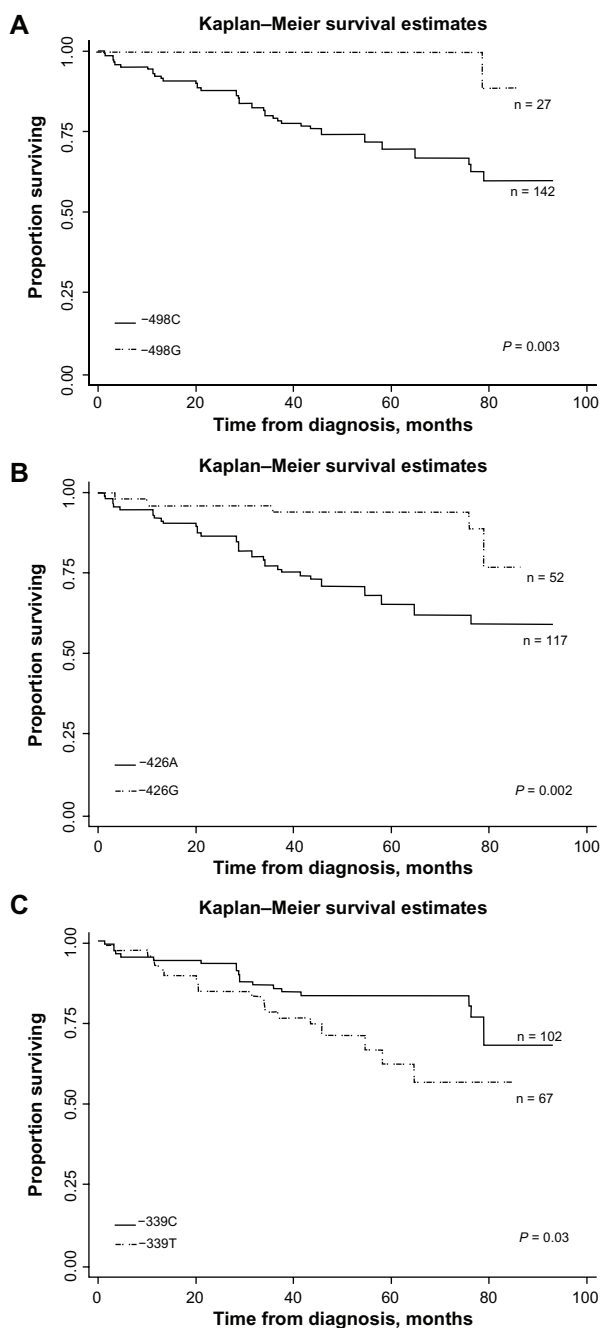 A
Kaplan–Meier survival estimates
1.00
0.75
0.50
0.25
0.00
Proportion surviving
n = 27
n = 142
−498C
−498G
P = 0.003
0 20 40 60 80 100
Time from diagnosis, months
B
Kaplan–Meier survival estimates
1.00
0.75
0.50
0.25
0.00
Proportion surviving
n = 52
n = 117
−426A
−426G
P = 0.002
0 20 40 60 80 100
Time from diagnosis, months
C
Kaplan–Meier survival estimates
1.00
0.75
0.50
0.25
0.00
Proportion surviving
n = 102
n = 67
−339C
−339T
P = 0.03
0 20 40 60 80 100
Time from diagnosis, months